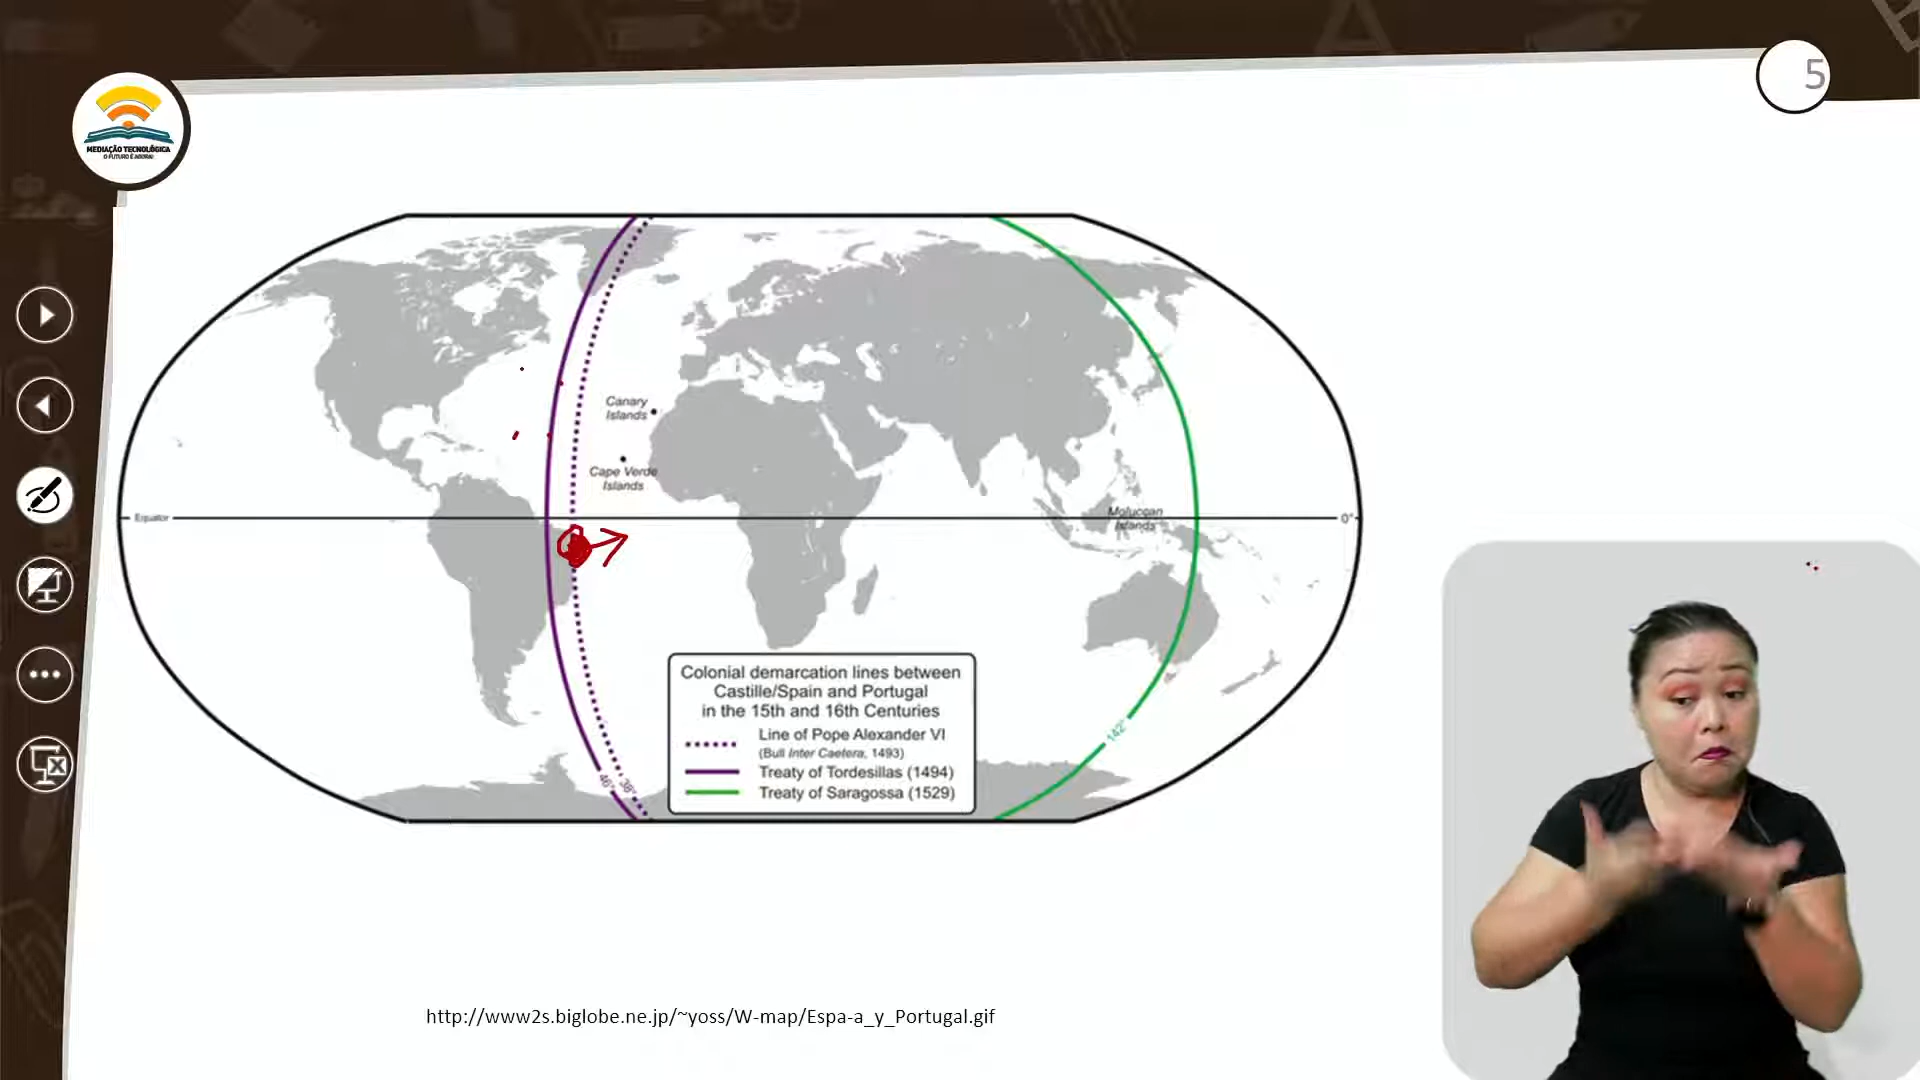 5
MEDIAÇÃO TECNOLÓGICA
O FUTURO É AGORA!
Canary
Islands
Cape Verde
Islands
Equator
Moluccan
Islands
0°
Colonial demarcation lines between
Castille/Spain and Portugal
in the 15th and 16th Centuries
Line of Pope Alexander VI
(Bull Inter Caetera, 1493)
Treaty of Tordesillas (1494)
Treaty of Saragossa (1529)
142°
46°
38°
http://www2s.biglobe.ne.jp/~yoss/W-map/Espa-a_y_Portugal.gif